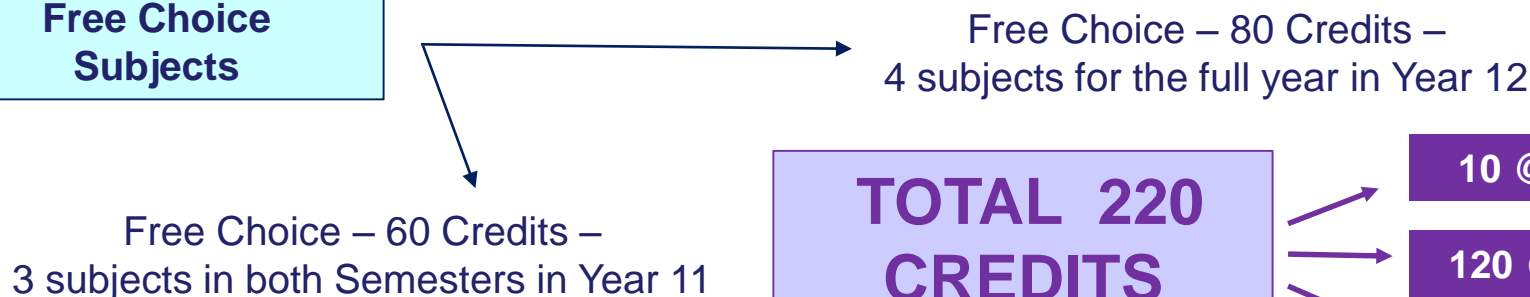 Free Choice
Subjects
Free Choice – 80 Credits –
4 subjects for the full year in Year 12
Free Choice – 60 Credits –
3 subjects in both Semesters in Year 11
TOTAL 220
CREDITS
10
120